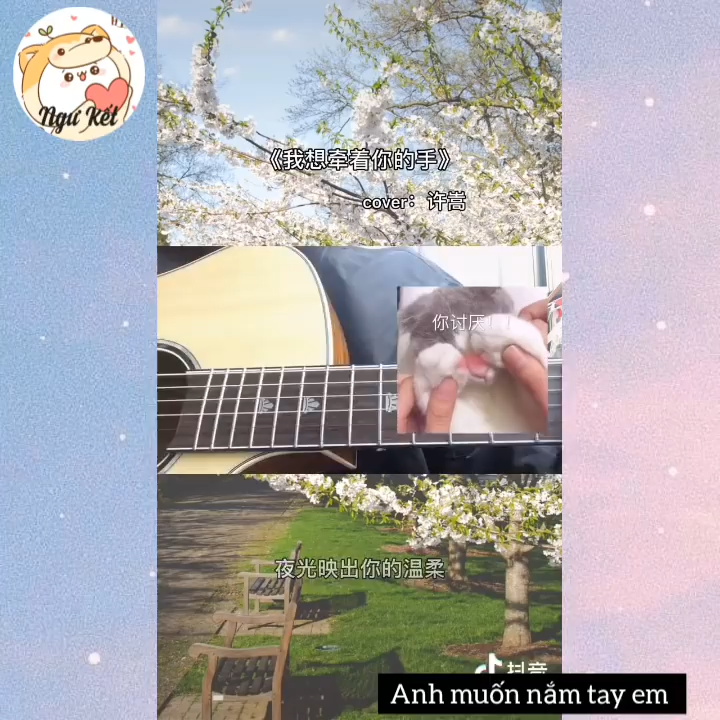 Ngư Kết
《我想牵着你的手》
cover: 许嵩
你讨厌！！
夜光映出你的温柔
抖音
Anh muốn nắm tay em